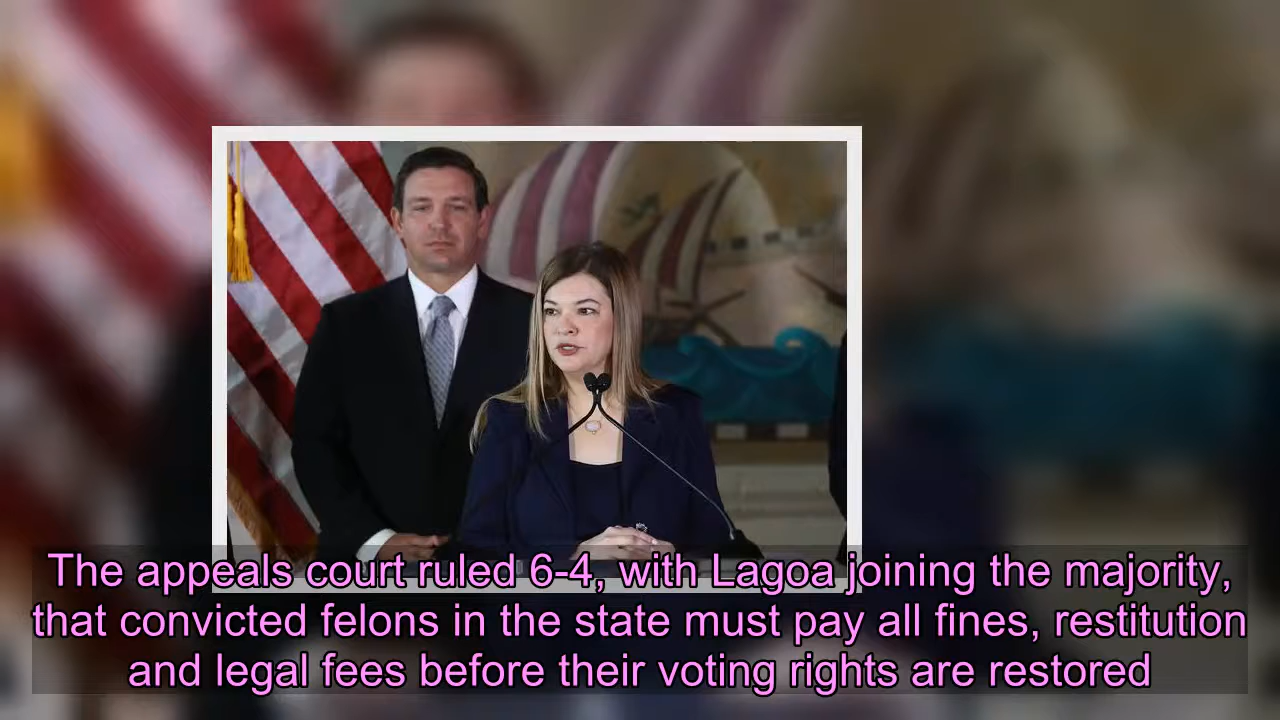 The appeals court ruled 6-4, with Lagoa joining the majority,
that convicted felons in the state must pay all fines, restitution
and legal fees before their voting rights are restored